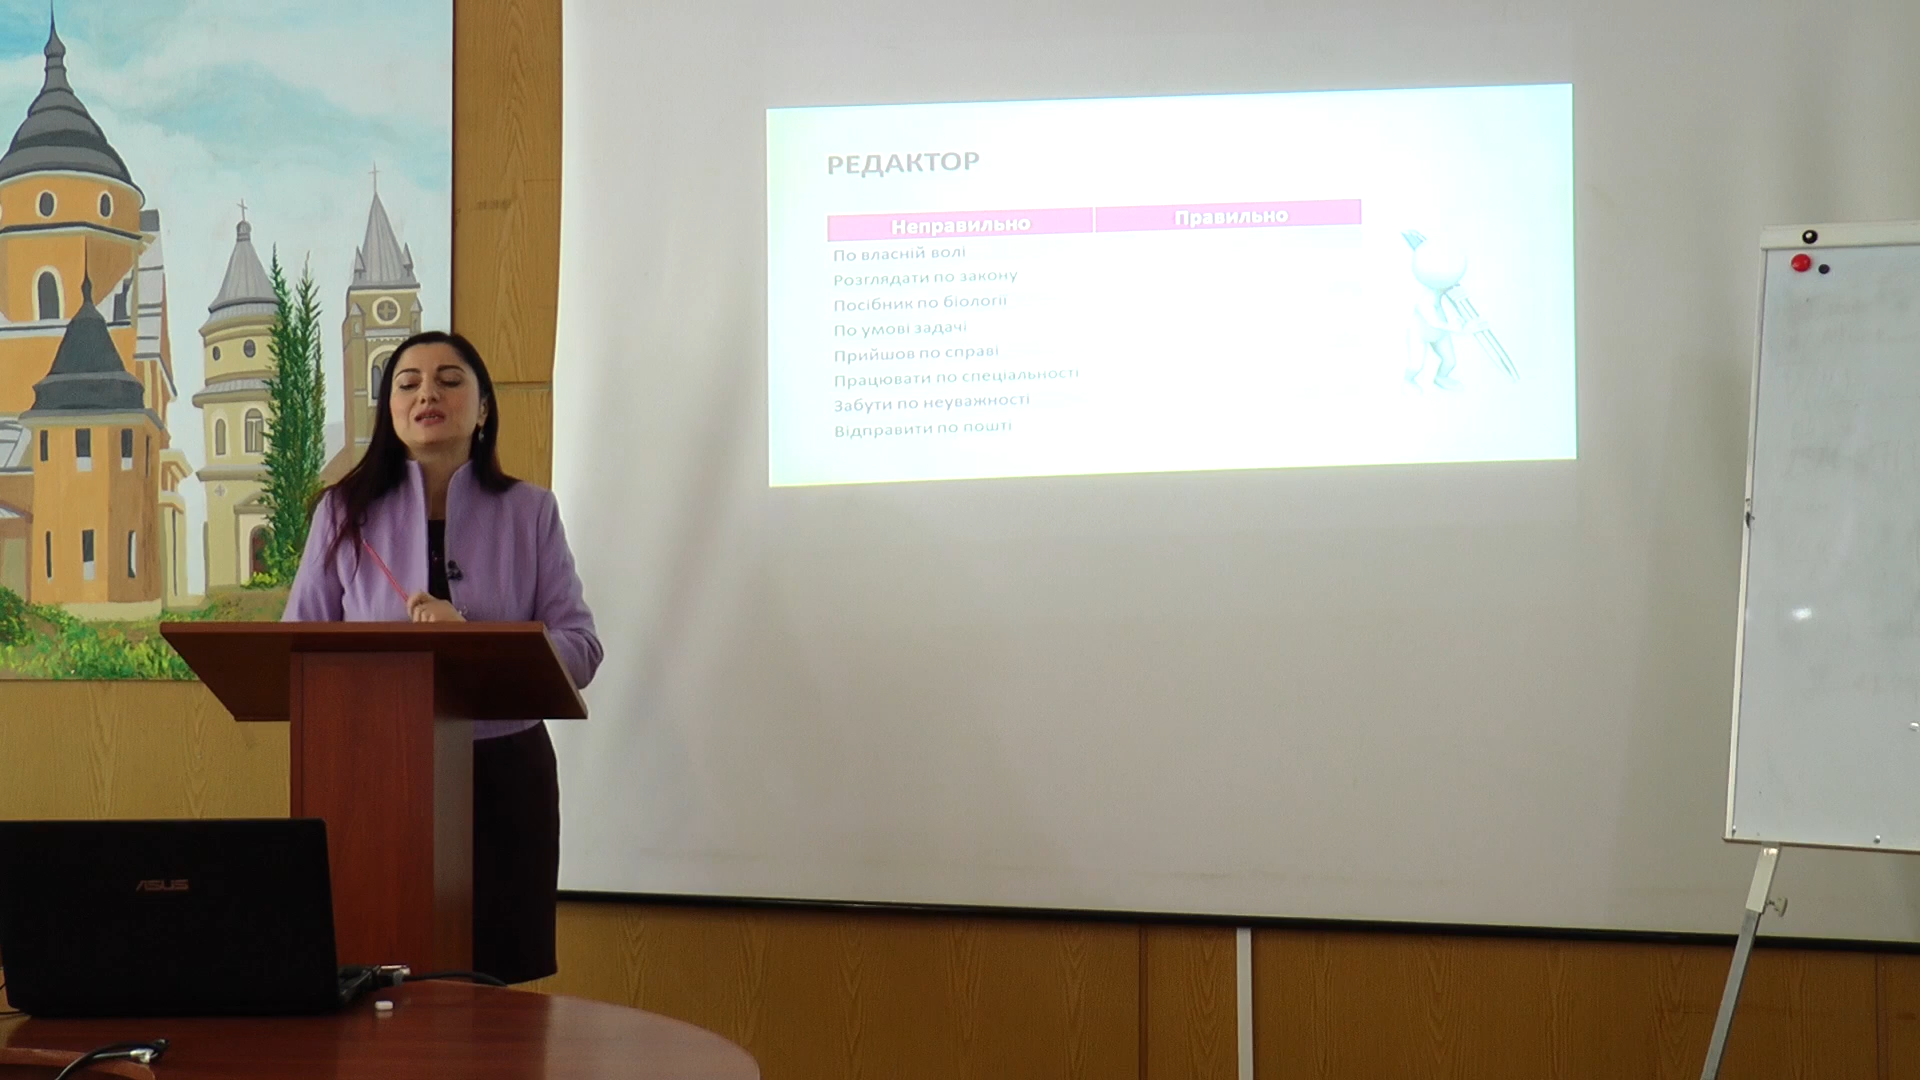 РЕДАКТОР
Неправильно Правильно
По власній волі
Розглядати по закону
Посібник по біології
По умові задачі
Прийшов по справі
Працювати по спеціальності
Забути по неуважності
Відправити по пошті
ASUS